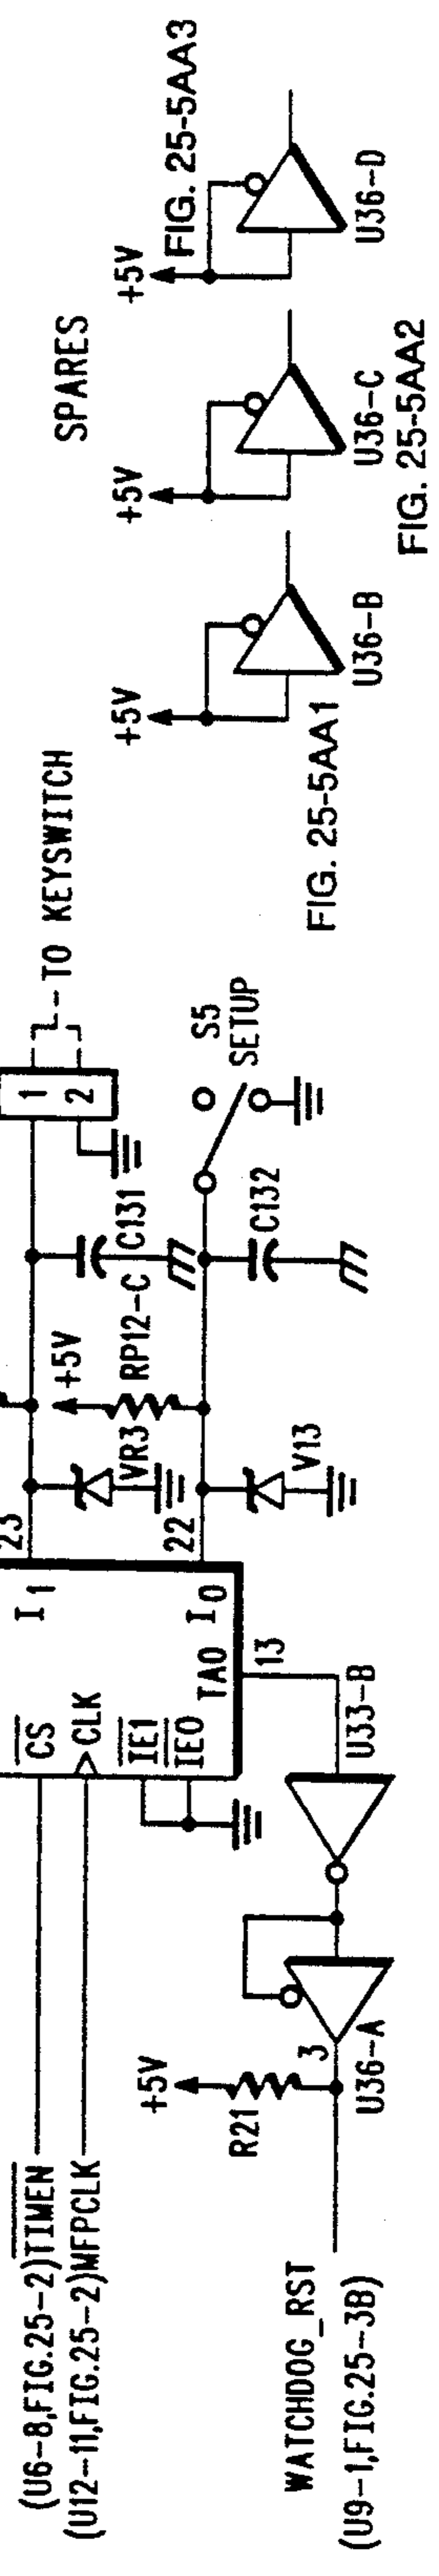 (U6-8,FIG.25-2)TIMEN
(U12-11,FIG.25-2)MFPCLK
CS
CLK
IE1
IE0
I1
I0
TAO
23
22
13
+5V
VR3
RP12-C
C131
1
2
TO KEYSWITCH
V13
C132
S5
SETUP
WATCHDOG_RST
(U9-1,FIG.25-3B)
+5V
R21
3
U36-A
U33-B
SPARES
+5V
U36-B
FIG. 25-5AA1
+5V
U36-C
FIG. 25-5AA2
+5V
U36-D
FIG. 25-5AA3